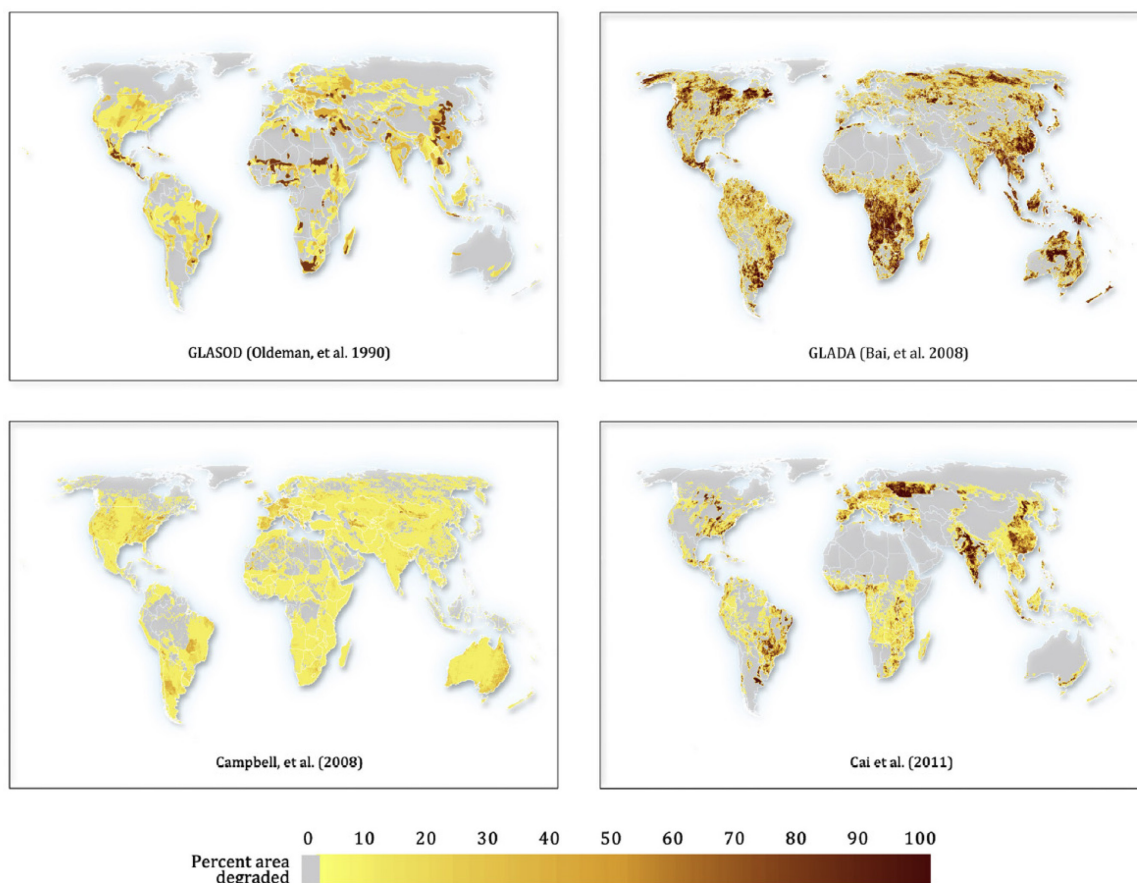 GLASOD (Oldeman, et al. 1990)
GLADA (Bai, et al. 2008)
Campbell, et al. (2008)
Cai et al. (2011)
0 10 20 30 40 50 60 70 80 90 100
Percent area
degraded